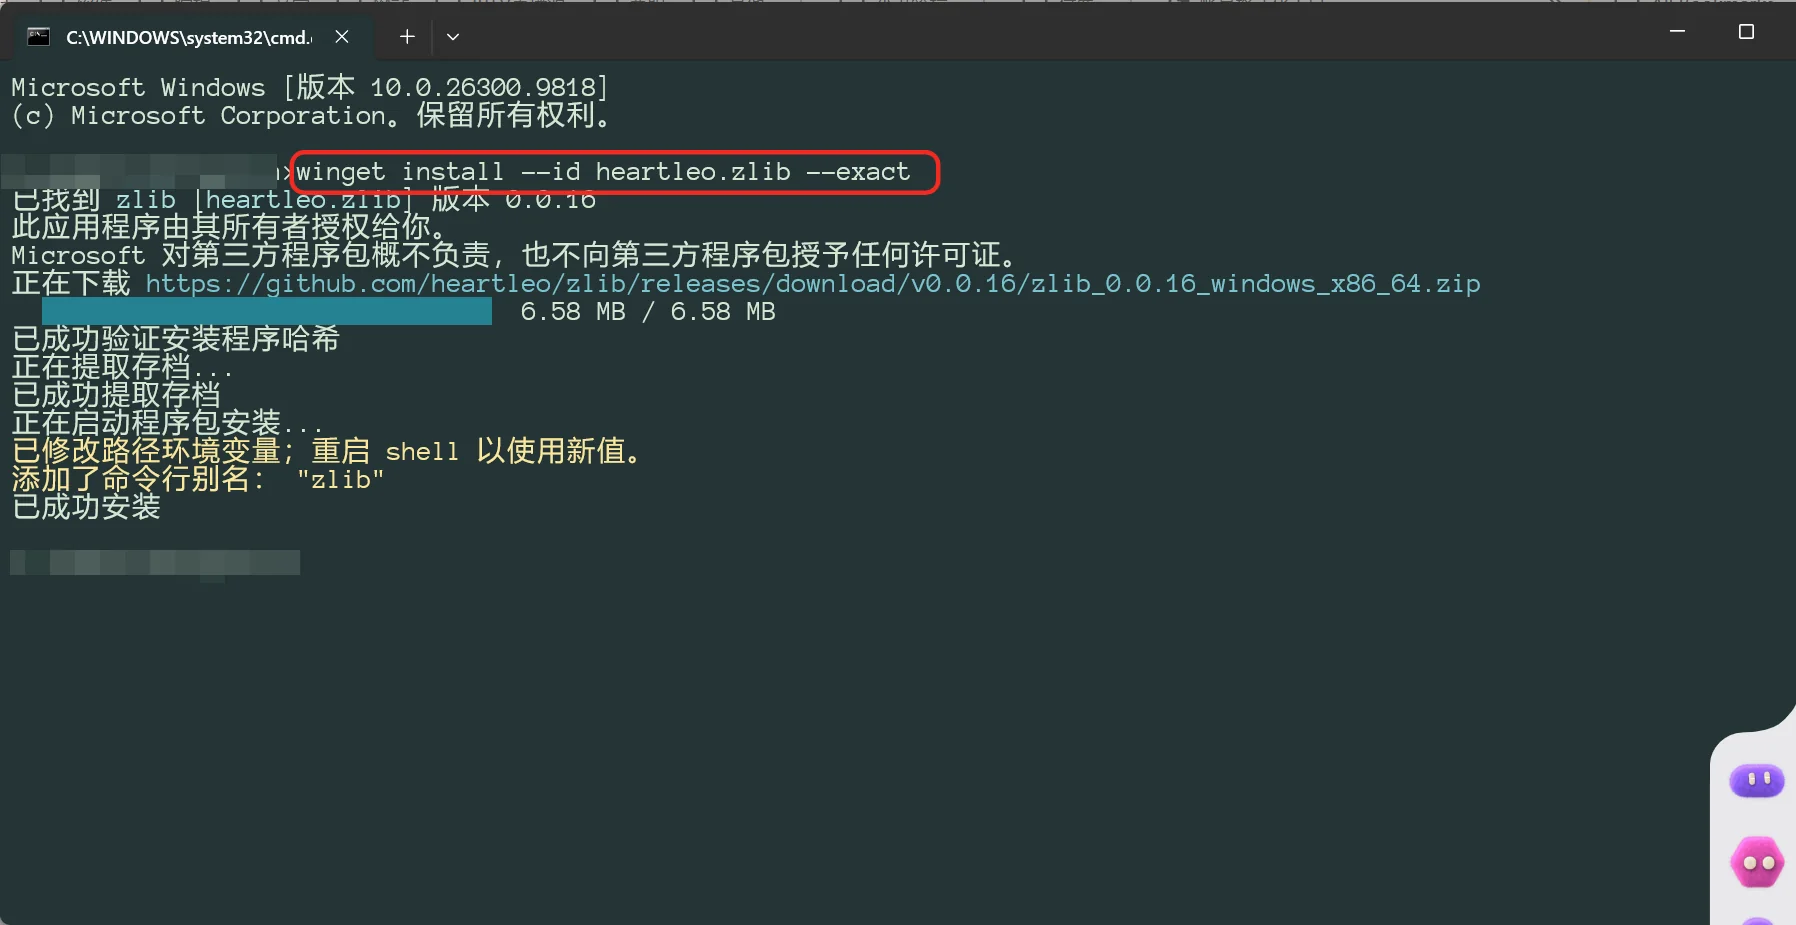 C:\WINDOWS\system32\cmd.
Microsoft Windows [版本 10.0.26300.9818]
(c) Microsoft Corporation。保留所有权利。
>winget install --id heartleo.zlib --exact
已找到 zlib [heartleo.zlib] 版本 0.0.16
此应用程序由其所有者授权给你。
Microsoft 对第三方程序包概不负责，也不向第三方程序包授予任何许可证。
正在下载 https://github.com/heartleo/zlib/releases/download/v0.0.16/zlib_0.0.16_windows_x86_64.zip
6.58 MB / 6.58 MB
已成功验证安装程序哈希
正在提取存档...
已成功提取存档
正在启动程序包安装...
已修改路径环境变量；重启 shell 以使用新值。
添加了命令行别名： "zlib"
已成功安装